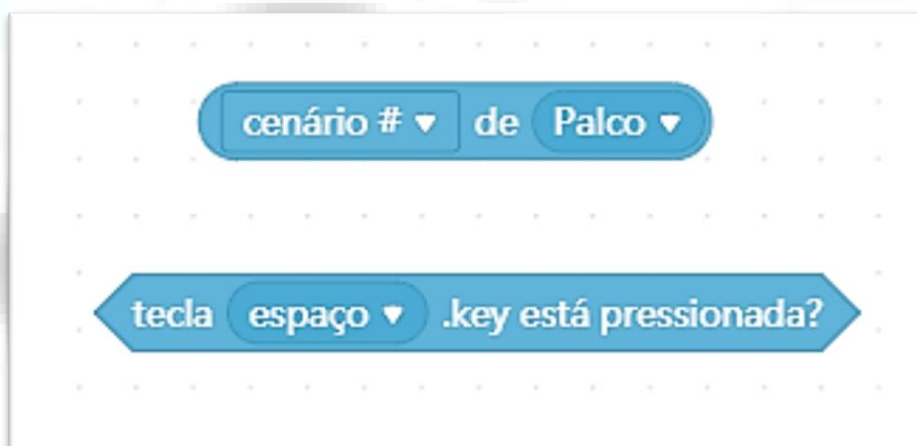 cenário # de Palco
tecla espaço .key está pressionada?